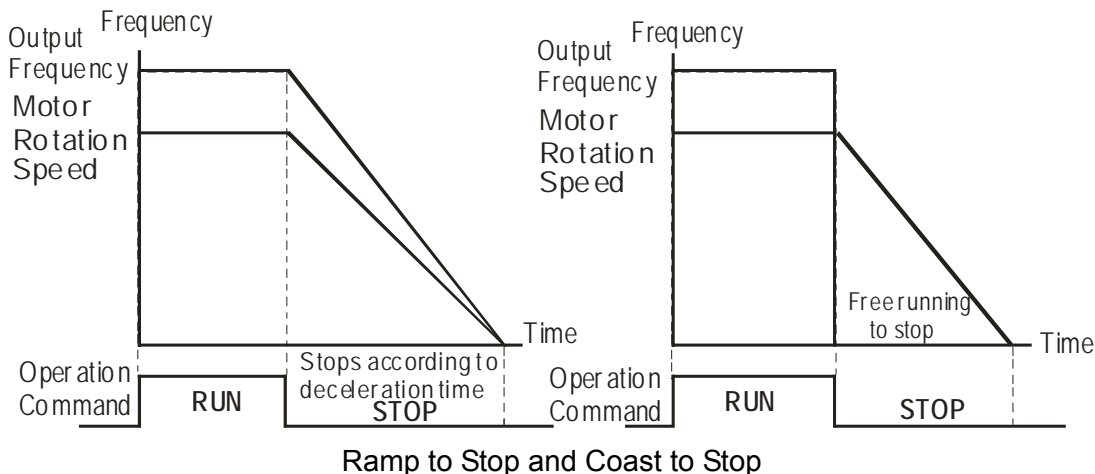 Frequency
Output
Frequency
Motor
Rotation
Speed
Time
Stops according to
deceleration time
Operation
Command
RUN
STOP
Frequency
Output
Frequency
Motor
Rotation
Speed
Free running
to stop
Time
Operation
Command
RUN
STOP
Ramp to Stop and Coast to Stop